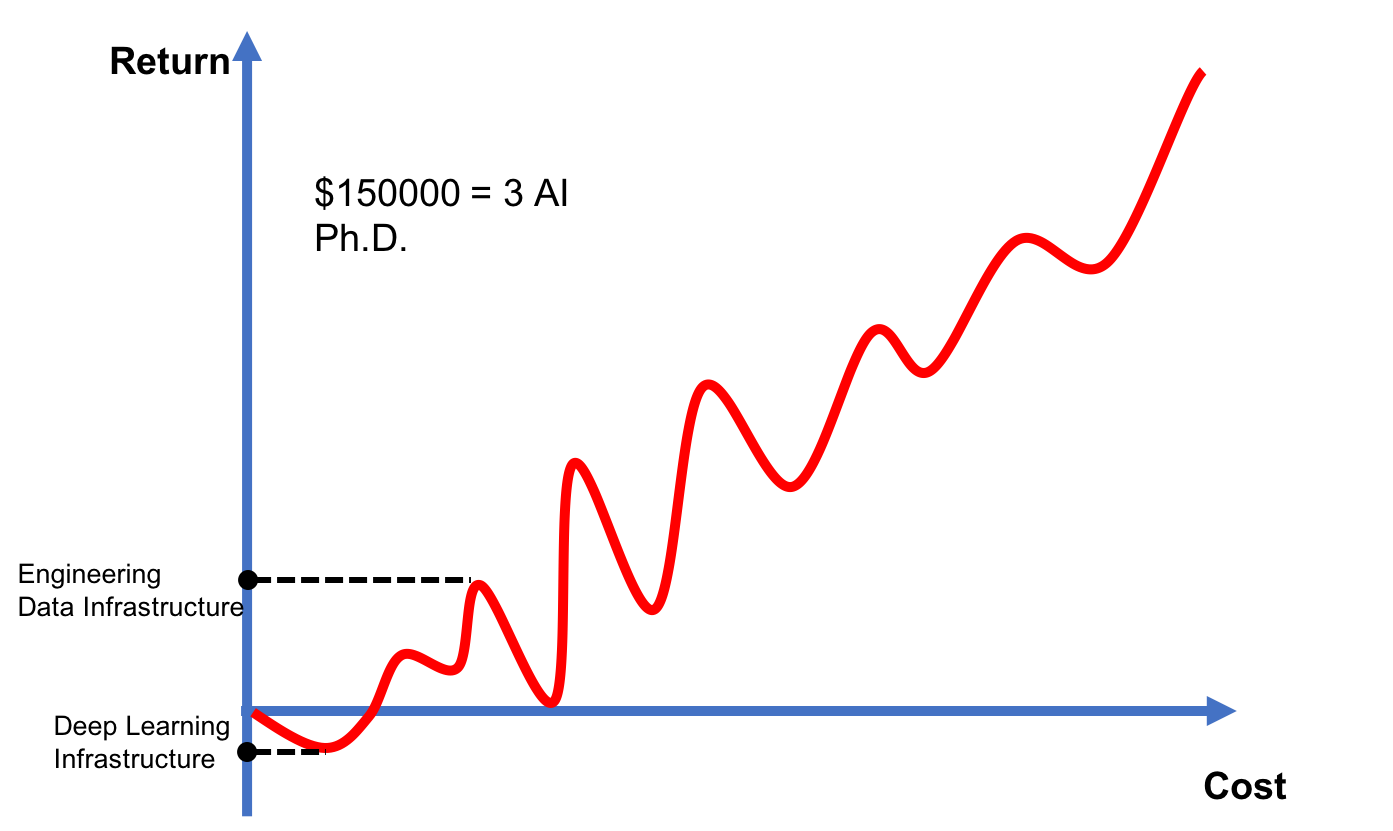 Return
$150000 = 3 AI
Ph.D.
Engineering
Data Infrastructure
Deep Learning
Infrastructure
Cost